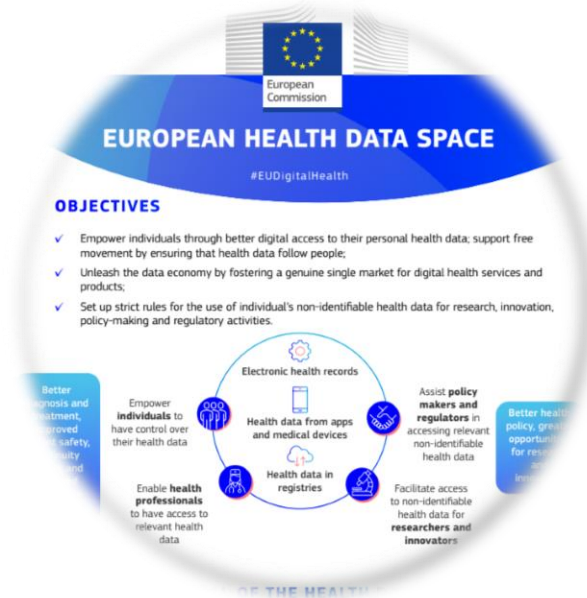 European
Commission
EUROPEAN HEALTH DATA SPACE
#EUDigitalHealth
OBJECTIVES
✓ Empower individuals through better digital access to their personal health data; support free
movement by ensuring that health data follow people;
✓ Unleash the data economy by fostering a genuine single market for digital health services and
products;
✓ Set up strict rules for the use of individual's non-identifiable health data for research, innovation,
policy-making and regulatory activities.
Better
and
Empower
individuals to
have control over
their health data
Enable health
professionals
to have access to
relevant health
data
Electronic health records
Health data from apps
and medical devices
Health data in
registries
Assist policy
makers and
regulators in
accessing relevant
non-identifiable
health data
Facilitate access
to non-identifiable
health data for
researchers and
innovators
Better
policy,
for
OF THE HEALTH